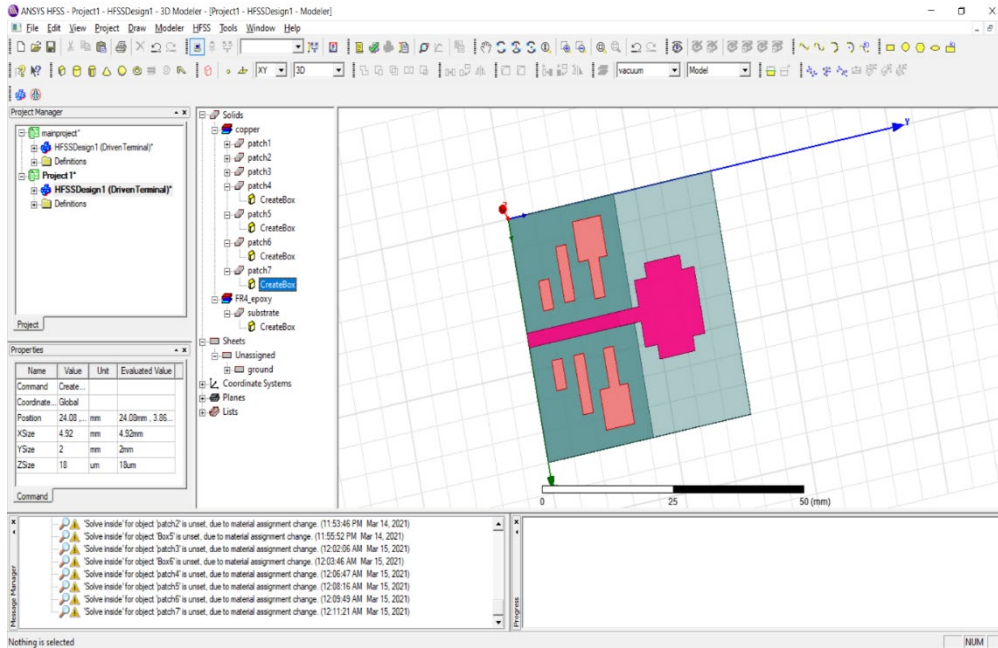 ANSYS HFSS - Project1 - HFSSDesign1 - 3D Modeler - [Project1 - HFSSDesign1 - Modeler]
File Edit View Project Draw Modeler HFSS Tools Window Help
XY 3D vacuum Model
Project Manager
mainproject*
HFSSDesign1 (DrivenTerminal)*
Definitions
Project 1*
HFSSDesign1 (DrivenTerminal)*
Definitions
Project
Properties
Name Value Unit Evaluated Value
Command Create...
Coordinate... Global
Position 24.08 ,... mm 24.08mm , 3.86...
XSize 4.92 mm 4.92mm
YSize 2 mm 2mm
ZSize 18 um 18um
Command
Solids
copper
patch1
patch2
patch3
patch4
CreateBox
patch5
CreateBox
patch6
CreateBox
patch7
CreateBox
FR4_epoxy
substrate
CreateBox
Sheets
Unassigned
ground
Coordinate Systems
Planes
Lists
Y
0 25 50 (mm)
Message Manager
'Solve inside' for object 'patch2' is unset, due to material assignment change. (11:53:46 PM Mar 14, 2021)
'Solve inside' for object 'Box5' is unset, due to material assignment change. (11:55:52 PM Mar 14, 2021)
'Solve inside' for object 'patch3' is unset, due to material assignment change. (12:02:06 AM Mar 15, 2021)
'Solve inside' for object 'Box6' is unset, due to material assignment change. (12:03:46 AM Mar 15, 2021)
'Solve inside' for object 'patch4' is unset, due to material assignment change. (12:06:47 AM Mar 15, 2021)
'Solve inside' for object 'patch5' is unset, due to material assignment change. (12:08:16 AM Mar 15, 2021)
'Solve inside' for object 'patch6' is unset, due to material assignment change. (12:09:49 AM Mar 15, 2021)
'Solve inside' for object 'patch7' is unset, due to material assignment change. (12:11:21 AM Mar 15, 2021)
Progress
Nothing is selected
NUM